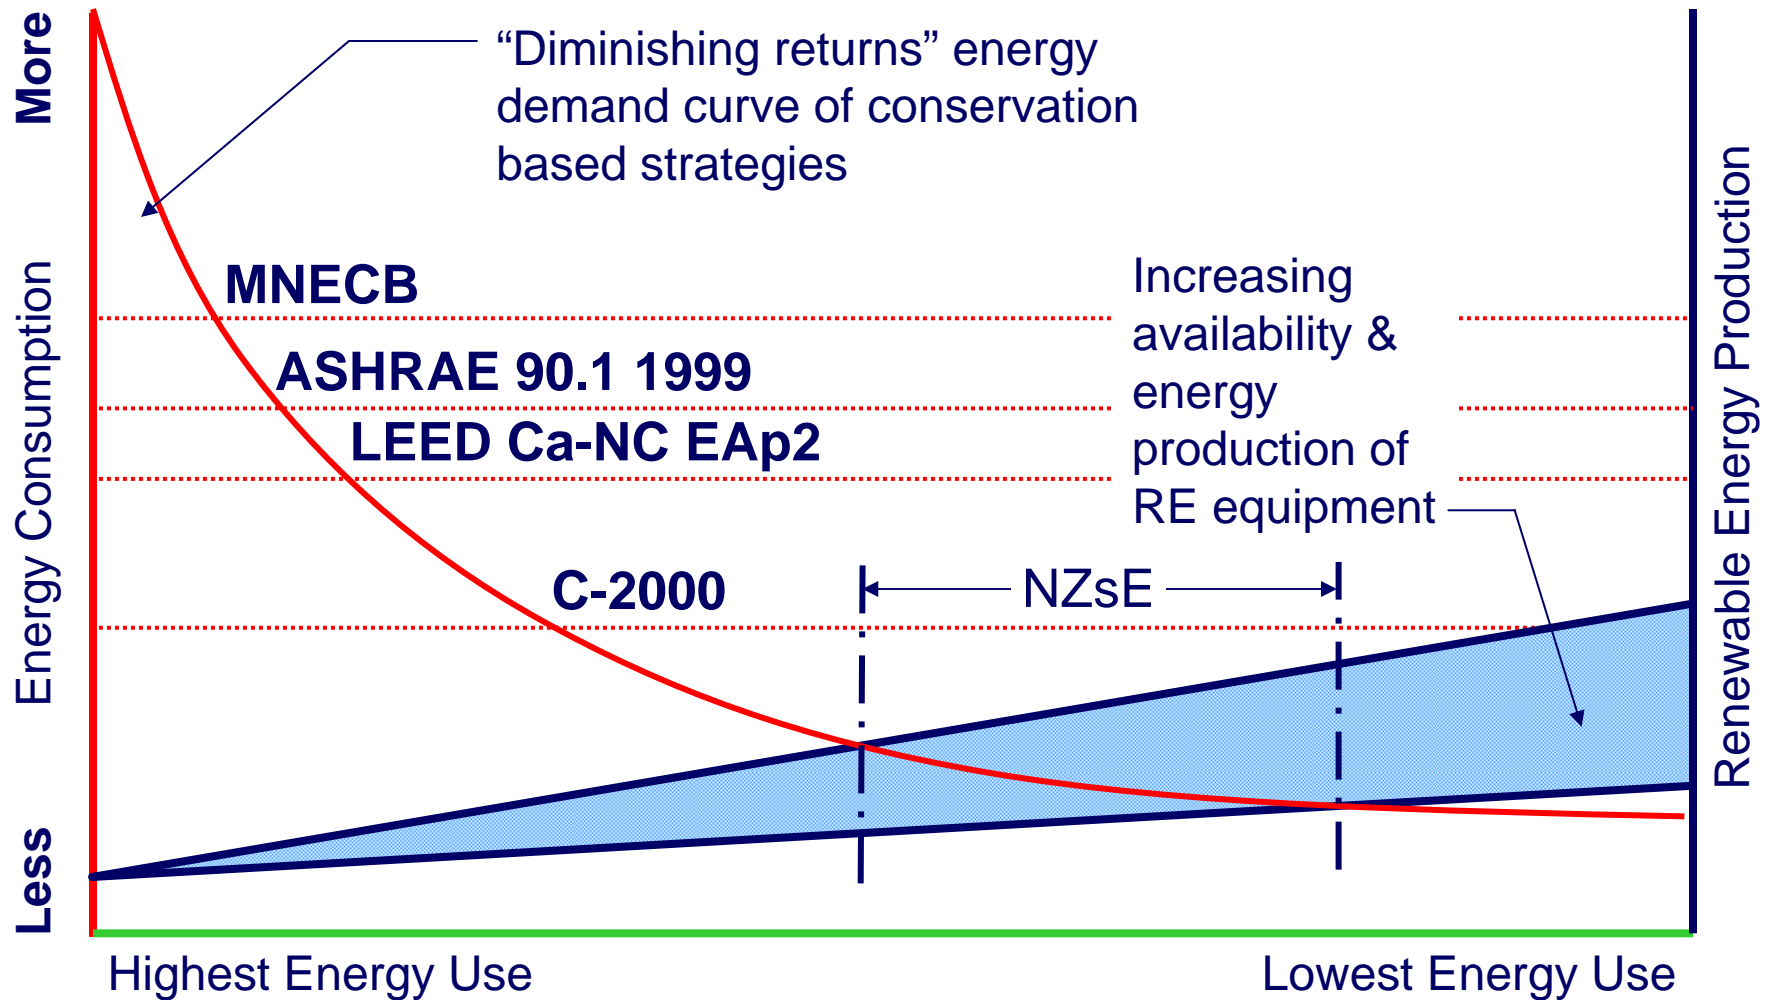 More
“Diminishing returns” energy
demand curve of conservation
based strategies
Energy Consumption
Less
MNECB
ASHRAE 90.1 1999
LEED Ca-NC EAp2
C-2000
NZsE
Increasing
availability &
energy
production of
RE equipment
Renewable Energy Production
Highest Energy Use
Lowest Energy Use